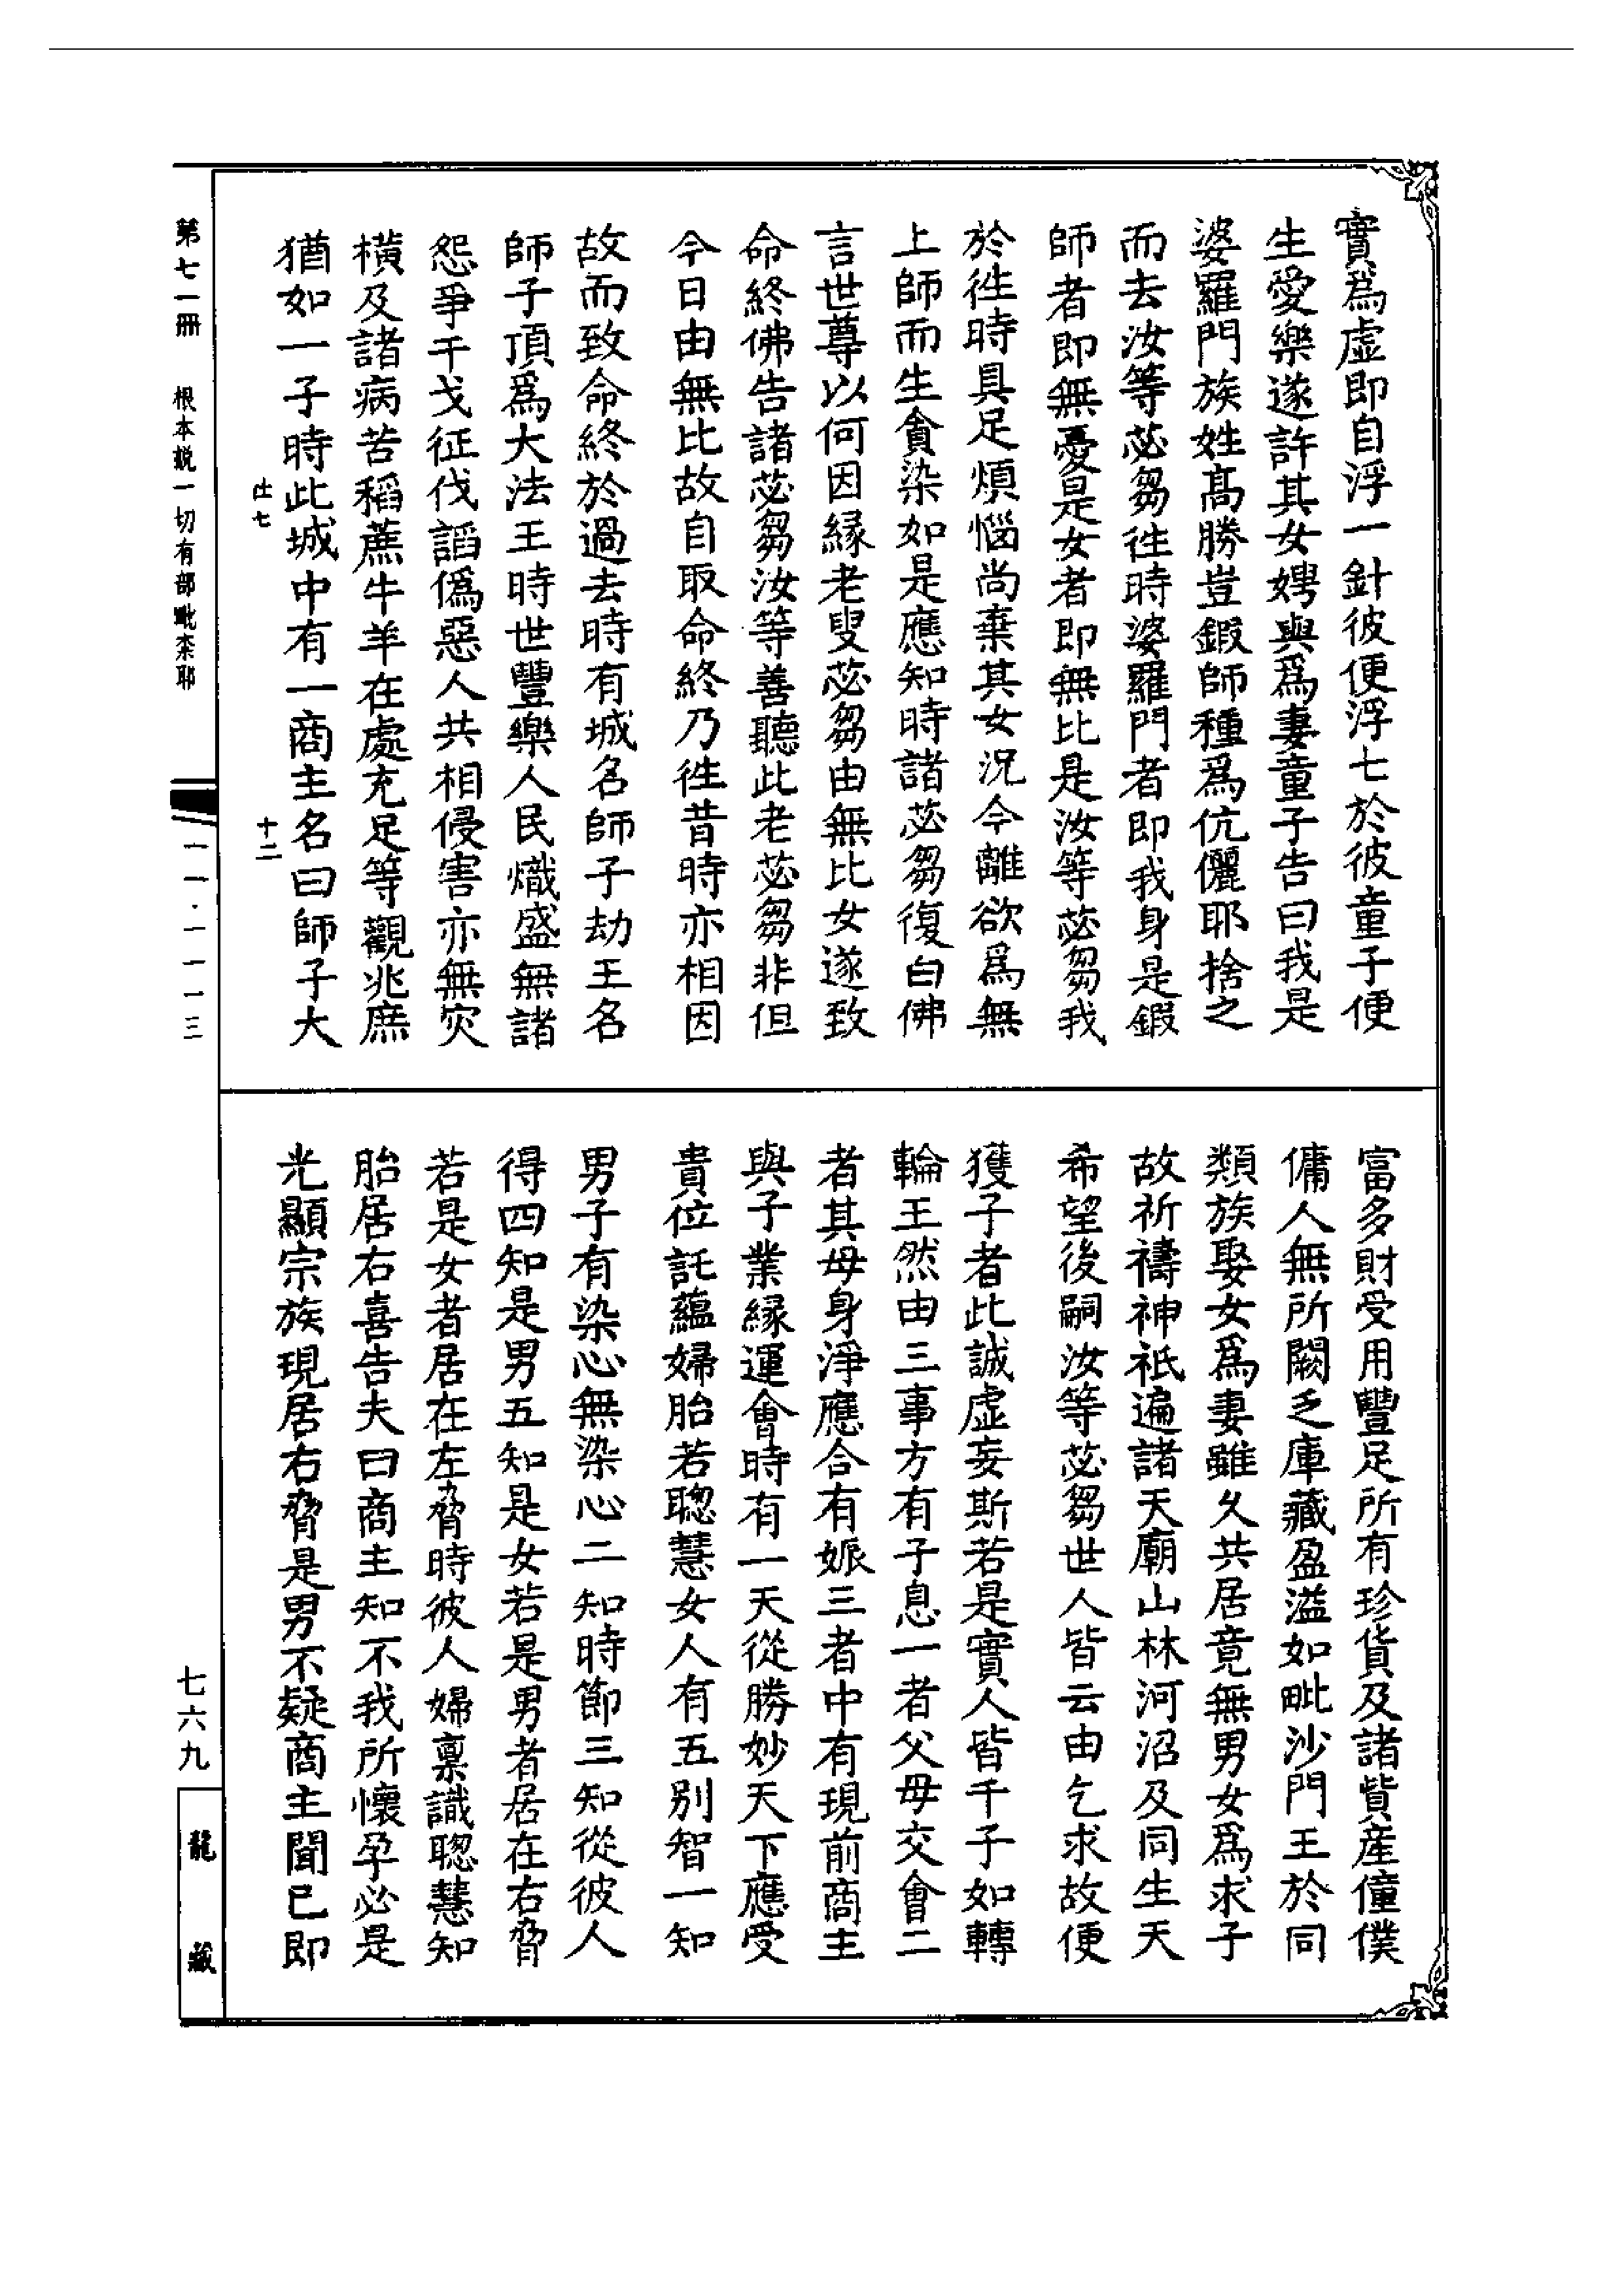 實爲虛即自浮一針彼便浮七於彼童子便
生愛樂遂許其女娉與爲妻童子告曰我是
婆羅門族姓髙勝豈鍜師種爲伉儷耶捨之
而去汝等苾芻徃時婆羅門者即我身是鍜
師者即無憂是女者即無比是汝等苾芻我
於徃時具足煩惱尚棄其女況今離欲爲無
上師而生貪染如是應知時諸苾芻復白佛
言世尊以何因縁老叟苾芻由無比女遂致
命終佛告諸苾芻汝等善聽此老苾芻非但
今日由無比故自取命終乃徃昔時亦相因
故而致命終於過去時有城名師子劫王名
師子頂爲大法王時世豐樂人民熾盛無諸
怨爭干戈征伐謟僞惡人共相侵害亦無灾
橫及諸病苦稻蔗牛羊在處充足等觀兆庶
猶如一子時此城中有一商主名曰師子大
富多財受用豐足所有珍貨及諸貲産僮僕
傭人無所闕乏庫藏盈溢如毗沙門王於同
類族娶女爲妻雖久共居竟無男女爲求子
故祈禱神祇遍諸天廟山林河沼及同生天
希望後嗣汝等苾芻世人皆云由乞求故便
獲子者此誠虛妄斯若是實人皆千子如轉
輪王然由三事方有子息一者父母交會二
者其母身淨應合有娠三者中有現前商主
與子業縁運會時有一天從勝妙天下應受
貴位託蘊婦胎若聰慧女人有五別智一知
男子有染心無染心二知時節三知從彼人
得四知是男五知是女若是男者居在右脅
若是女者居在左脅時彼人婦禀識聰慧知
胎居右喜告夫曰商主知不我所懷孕必是
光顯宗族現居右脅是男不疑商主聞已即
第七一冊 根本説一切有部毗柰耶
一一·一一一三
七六九
龍藏
仕七 十二